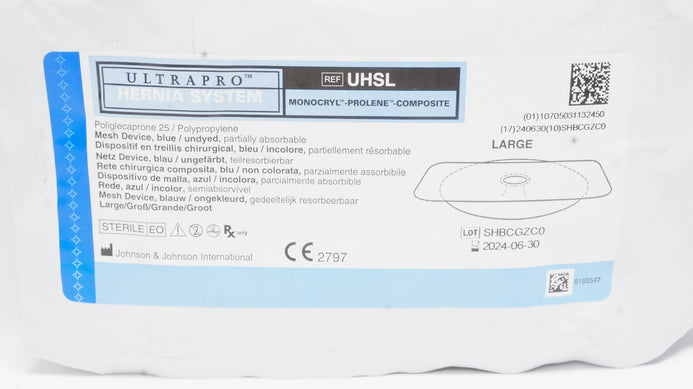 ULTRAPRO™
HERNIA SYSTEM
REF UHSL
MONOCRYL™-PROLENE™-COMPOSITE
Poliglecaprone 25 / Polypropylene
Mesh Device, blue / undyed, partially absorbable
Dispositif en treillis chirurgical, bleu / incolore, partiellement résorbable
Netz Device, blau / ungefärbt, teilresorbierbar
Rete chirurgica composita, blu / non colorata, parzialmente assorbibile
Dispositivo de malla, azul / incolora, parcialmente absorbible
Rede, azul / incolor, semiabsorvível
Mesh Device, blauw / ongekleurd, gedeeltelijk resorbeerbaar
Large/Groß/Grande/Groot
STERILE EO 2 Rx only
Johnson & Johnson International
CE 2797
(01)10705031132450
(17)240630(10)SHBCGZC0
LARGE
LOT SHBCGZC0
2024-06-30
8195547